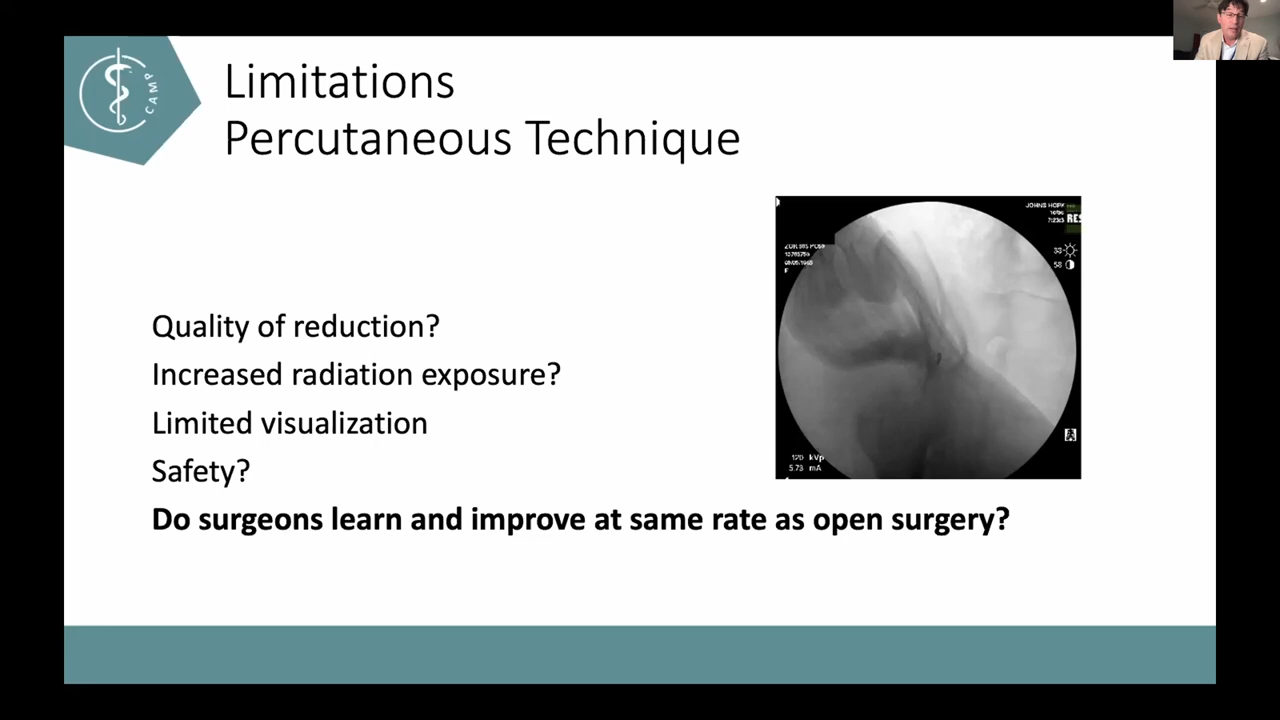 CAMP
Limitations
Percutaneous Technique
JOHNS HOPK
RES
Quality of reduction?
Increased radiation exposure?
Limited visualization
Safety?
Do surgeons learn and improve at same rate as open surgery?
58
kVp
5.73 mA